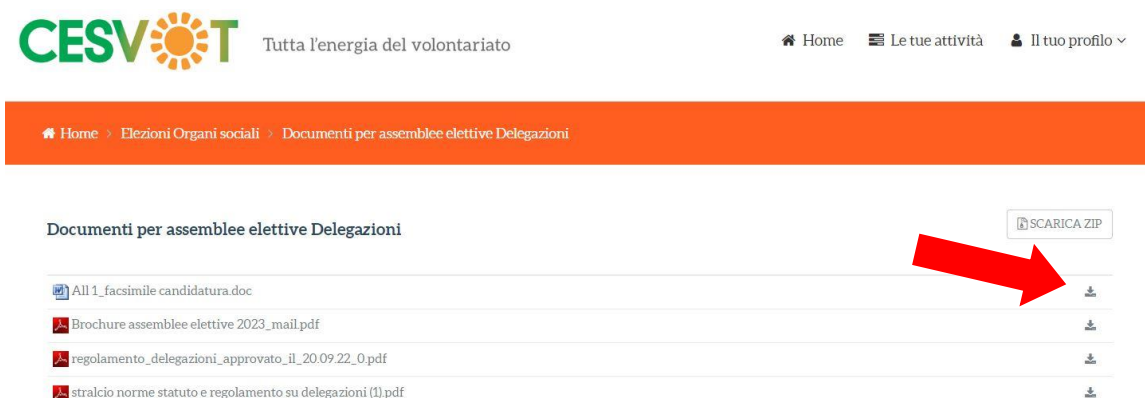 CESVOT
Tutta l'energia del volontariato
Home Le tue attività Il tuo profilo
Home > Elezioni Organi sociali > Documenti per assemblee elettive Delegazioni
Documenti per assemblee elettive Delegazioni
SCARICA ZIP
All 1_facsimile candidatura.doc
Brochure assemblee elettive 2023_mail.pdf
regolamento_delegazioni_approvato_il_20.09.22_0.pdf
stralcio norme statuto e regolamento su delegazioni (1).pdf